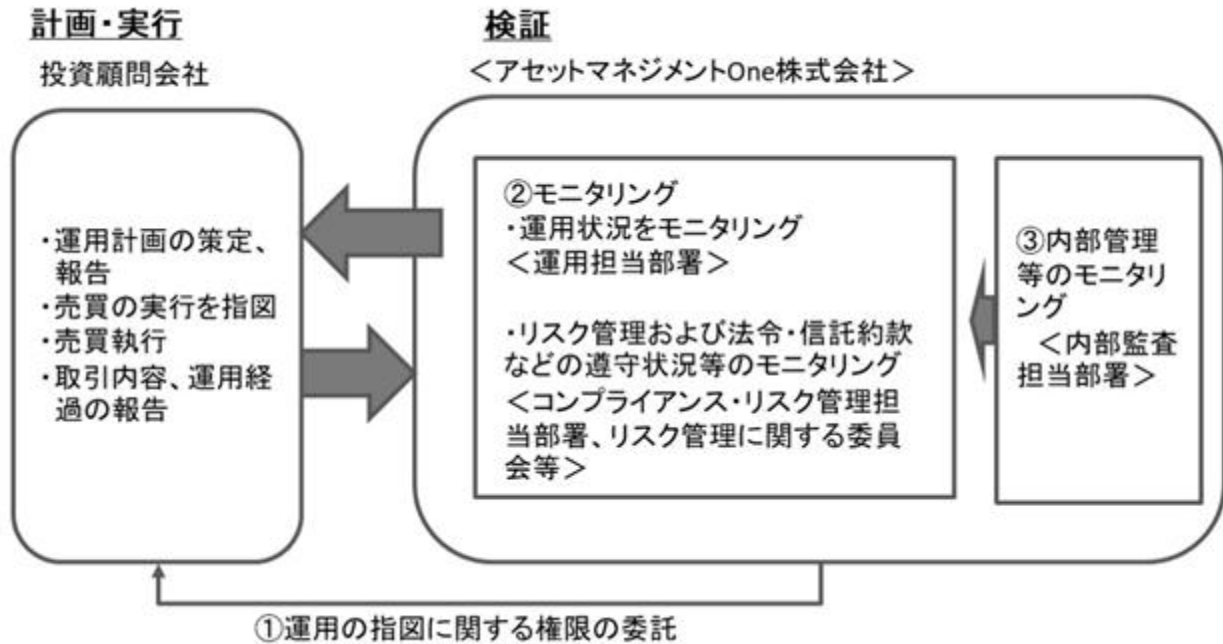 計画・実行
投資顧問会社
・運用計画の策定、
報告
・売買の実行を指図
・売買執行
・取引内容、運用経
過の報告
検証
＜アセットマネジメントOne株式会社＞
②モニタリング
・運用状況をモニタリング
＜運用担当部署＞
・リスク管理および法令・信託約款
などの遵守状況等のモニタリング
＜コンプライアンス・リスク管理担
当部署、リスク管理に関する委員
会等＞
③内部管理
等のモニタリ
ング
＜内部監査
担当部署＞
①運用の指図に関する権限の委託